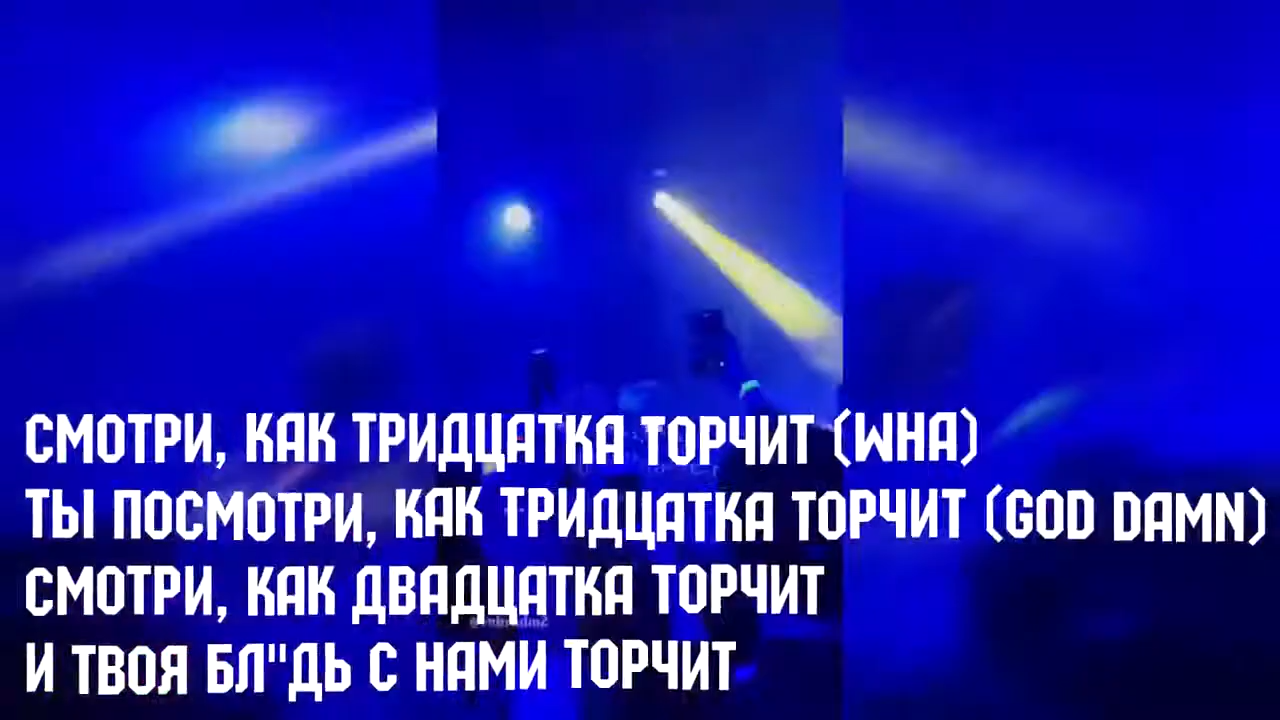 СМОТРИ, КАК ТРИДЦАТКА ТОРЧИТ (WHA)
ТЫ ПОСМОТРИ, КАК ТРИДЦАТКА ТОРЧИТ (GOD DAMN)
СМОТРИ, КАК ДВАДЦАТКА ТОРЧИТ
И ТВОЯ БЛ"ДЬ С НАМИ ТОРЧИТ